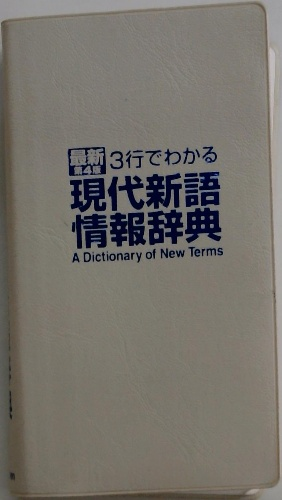 最新 3行でわかる
第4版
現代新語
情報辞典
A Dictionary of New Terms